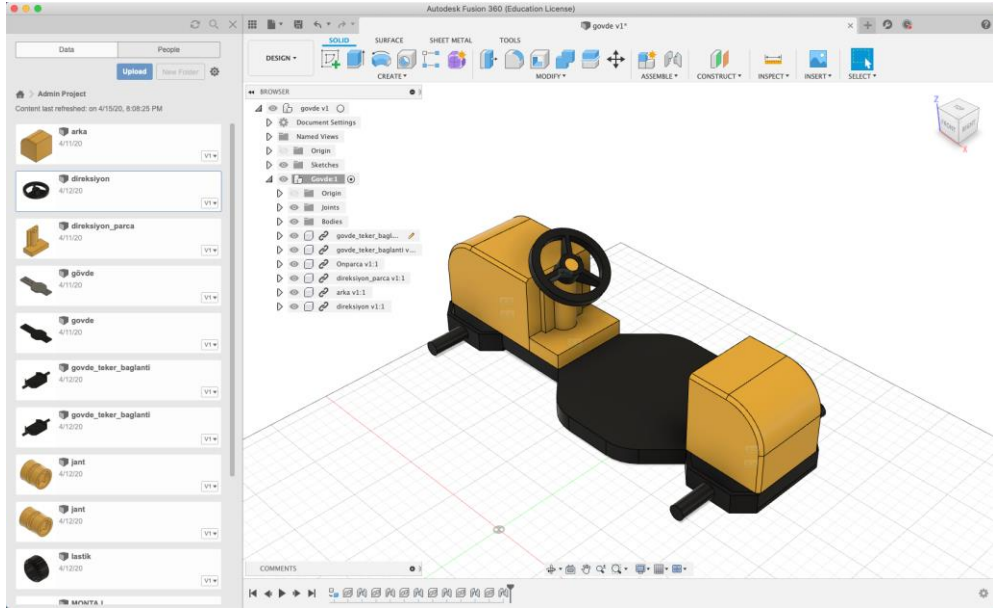 Autodesk Fusion 360 (Education License)
govde v1*
Data People
Upload New Folder
Admin Project
Content last refreshed: on 4/15/20, 8:08:25 PM
arka
4/11/20
V1
direksiyon
4/12/20
V1
direksiyon_parca
4/11/20
V1
gövde
4/11/20
V1
govde
4/11/20
V1
govde_teker_baglanti
4/12/20
V1
govde_teker_baglanti
4/12/20
V1
jant
4/12/20
V1
jant
4/12/20
V1
lastik
4/12/20
V1
MONTAJ
DESIGN
SOLID SURFACE SHEET METAL TOOLS
CREATE MODIFY ASSEMBLE CONSTRUCT INSPECT INSERT SELECT
BROWSER
govde v1
Document Settings
Named Views
Origin
Sketches
Govde:1
Origin
Joints
Bodies
govde_teker_bagl...
govde_teker_baglanti v...
Onparca v1:1
direksiyon_parca v1:1
arka v1:1
direksiyon v1:1
Z
FRONT RIGHT
X
COMMENTS